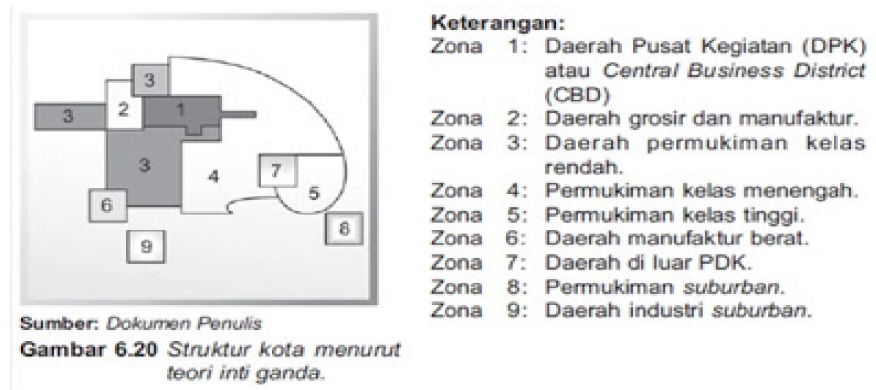 3
3
2
1
3
4
7
5
6
8
9
Sumber: Dokumen Penulis
Gambar 6.20 Struktur kota menurut
teori inti ganda.
Keterangan:
Zona 1: Daerah Pusat Kegiatan (DPK)
atau Central Business District
(CBD)
Zona 2: Daerah grosir dan manufaktur.
Zona 3: Daerah permukiman kelas
rendah.
Zona 4: Permukiman kelas menengah.
Zona 5: Permukiman kelas tinggi.
Zona 6: Daerah manufaktur berat.
Zona 7: Daerah di luar PDK.
Zona 8: Permukiman suburban.
Zona 9: Daerah industri suburban.